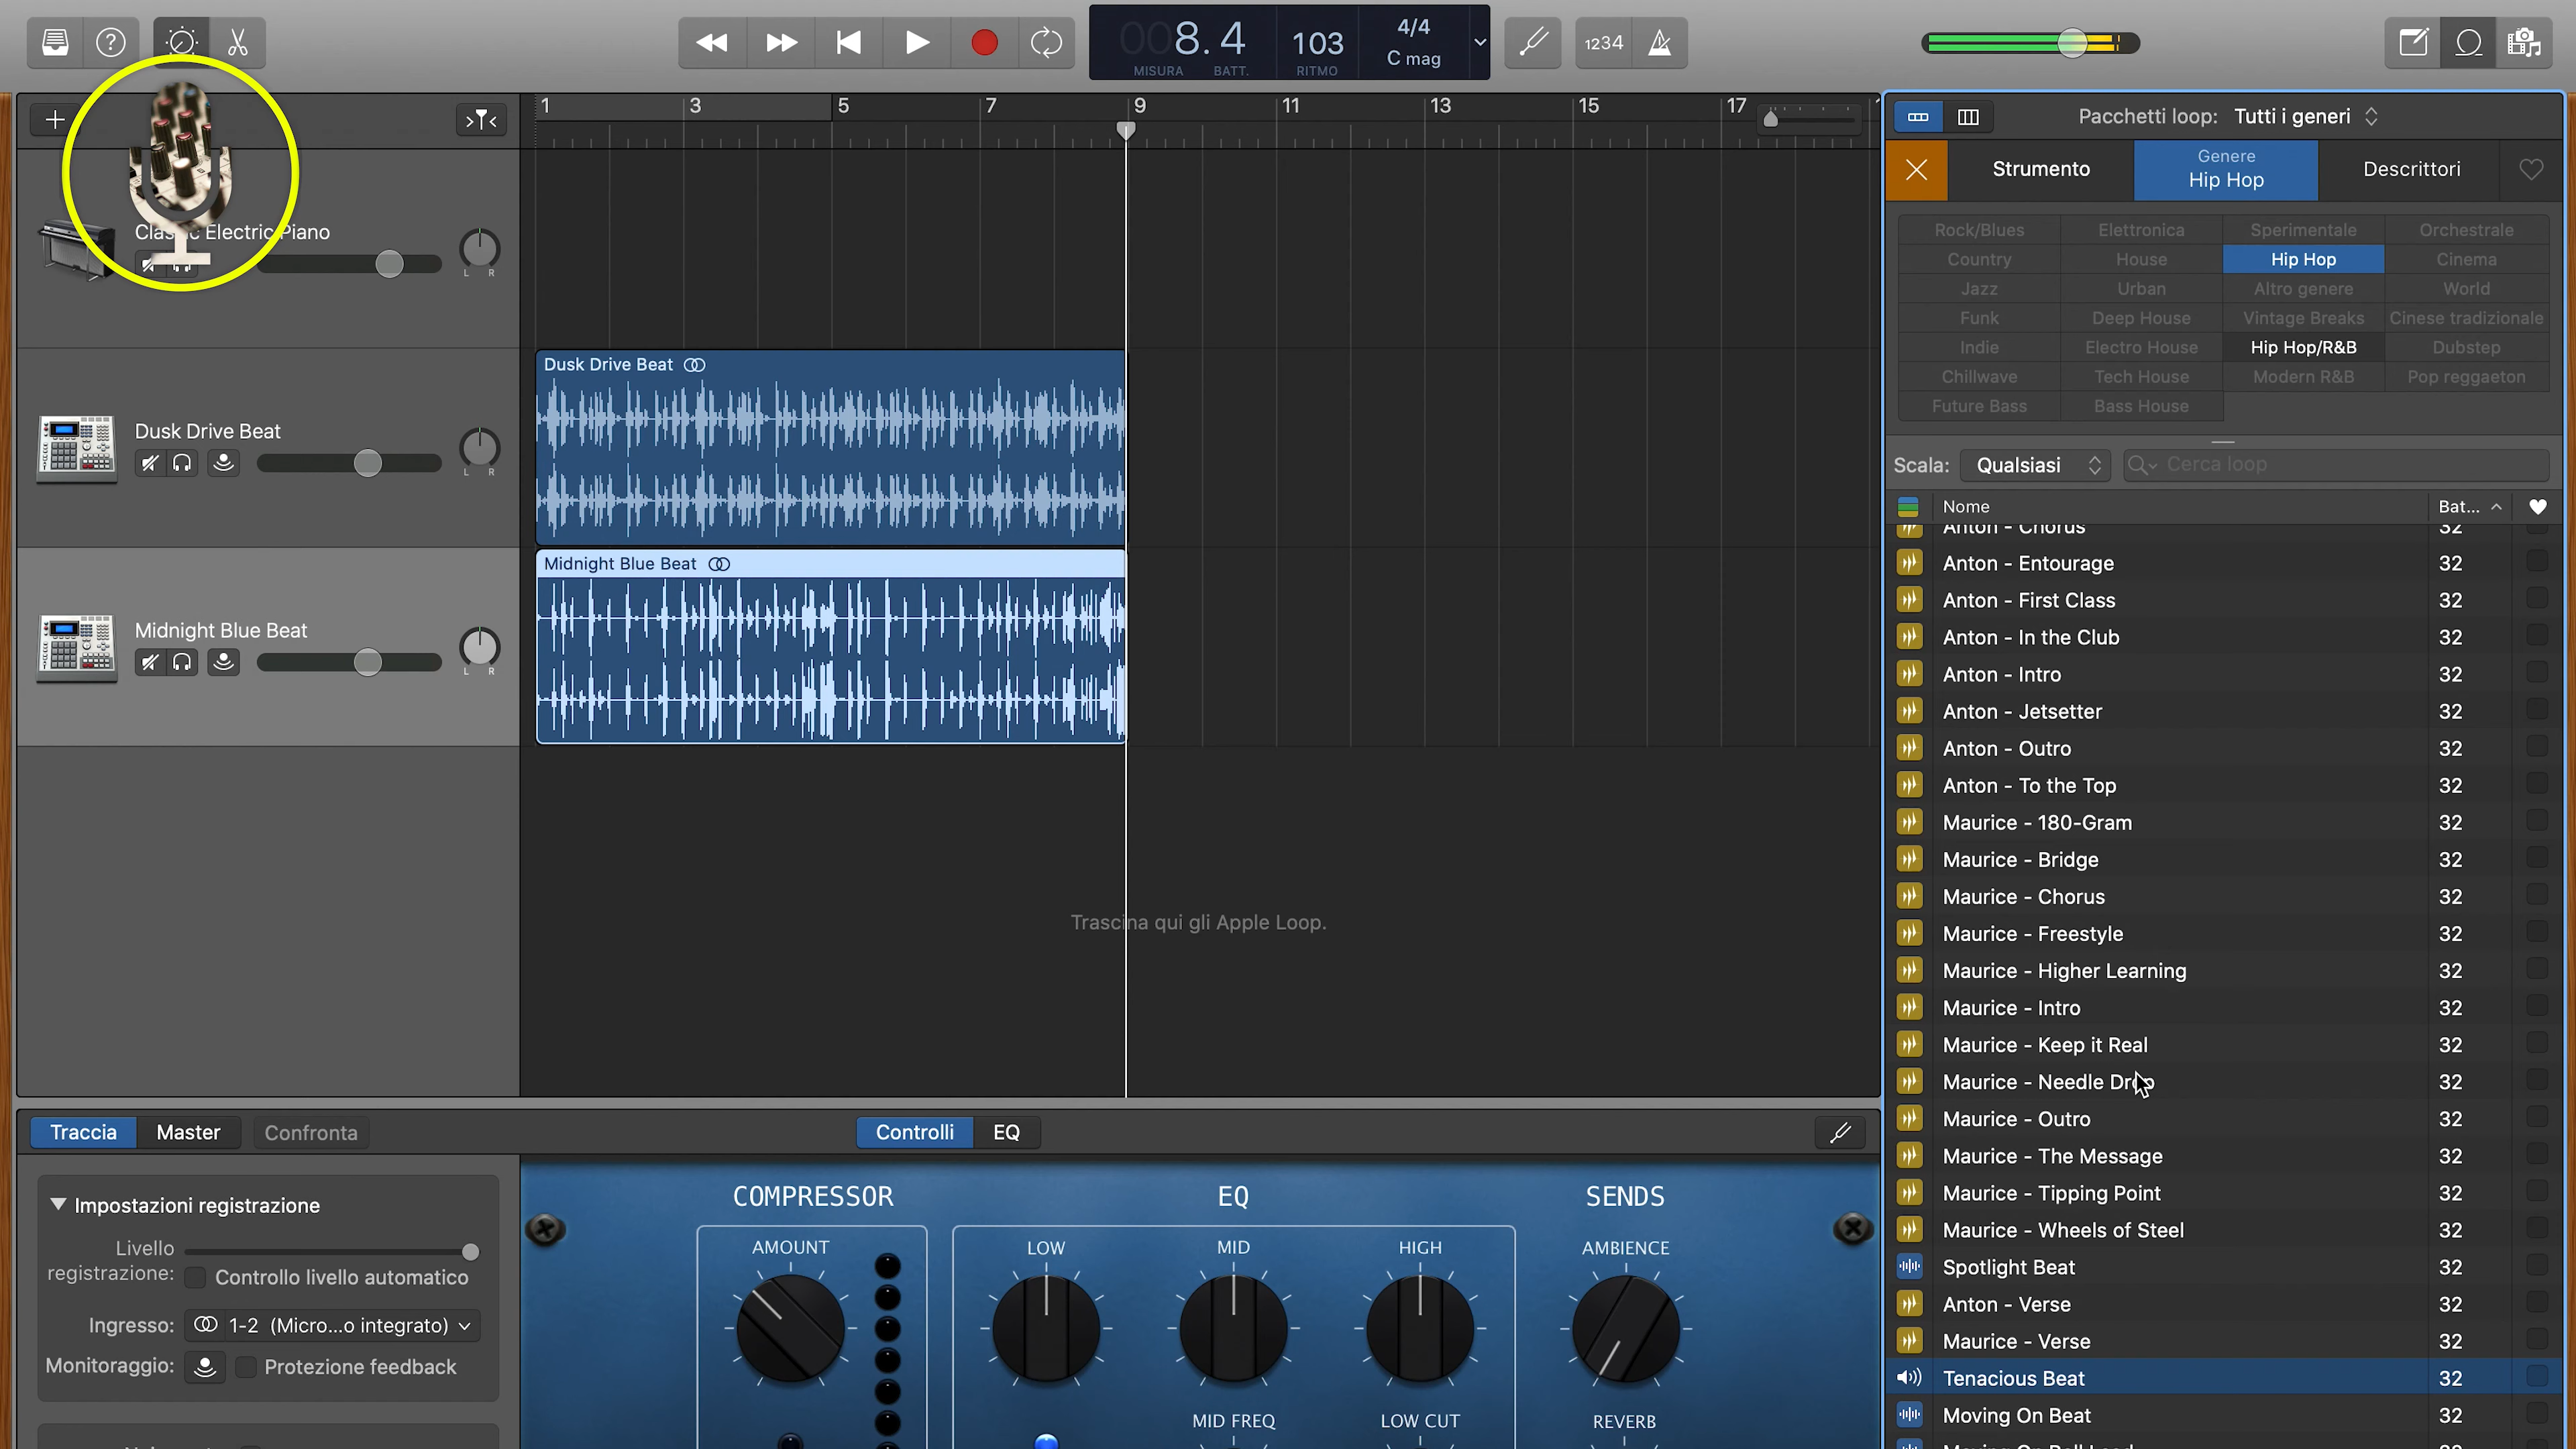 008. 4
MISURA BATT.
103
RITMO
4/4
C mag
1234
1 3 5 7 9 11 13 15 17
Pacchetti loop: Tutti i generi
Strumento
Genere
Hip Hop
Descrittori
Rock/Blues Elettronica Sperimentale Orchestrale
Country House Hip Hop Cinema
Jazz Urban Altro genere World
Funk Deep House Vintage Breaks Cinese tradizionale
Indie Electro House Hip Hop/R&B Dubstep
Chillwave Tech House Modern R&B Pop reggaeton
Future Bass Bass House
Scala: Qualsiasi Cerca loop
Nome Bat...
Anton - Chorus 32
Anton - Entourage 32
Anton - First Class 32
Anton - In the Club 32
Anton - Intro 32
Anton - Jetsetter 32
Anton - Outro 32
Anton - To the Top 32
Maurice - 180-Gram 32
Maurice - Bridge 32
Maurice - Chorus 32
Maurice - Freestyle 32
Maurice - Higher Learning 32
Maurice - Intro 32
Maurice - Keep it Real 32
Maurice - Needle Drop 32
Maurice - Outro 32
Maurice - The Message 32
Maurice - Tipping Point 32
Maurice - Wheels of Steel 32
Spotlight Beat 32
Anton - Verse 32
Maurice - Verse 32
Tenacious Beat 32
Moving On Beat 32
Classic Electric Piano
L R
Dusk Drive Beat
L R
Midnight Blue Beat
L R
Dusk Drive Beat
Midnight Blue Beat
Trascina qui gli Apple Loop.
Traccia Master Confronta
Controlli EQ
Impostazioni registrazione
Livello
registrazione:
Controllo livello automatico
Ingresso: 1-2 (Micro...o integrato)
Monitoraggio: Protezione feedback
COMPRESSOR EQ SENDS
AMOUNT LOW MID HIGH AMBIENCE
MID FREQ LOW CUT REVERB